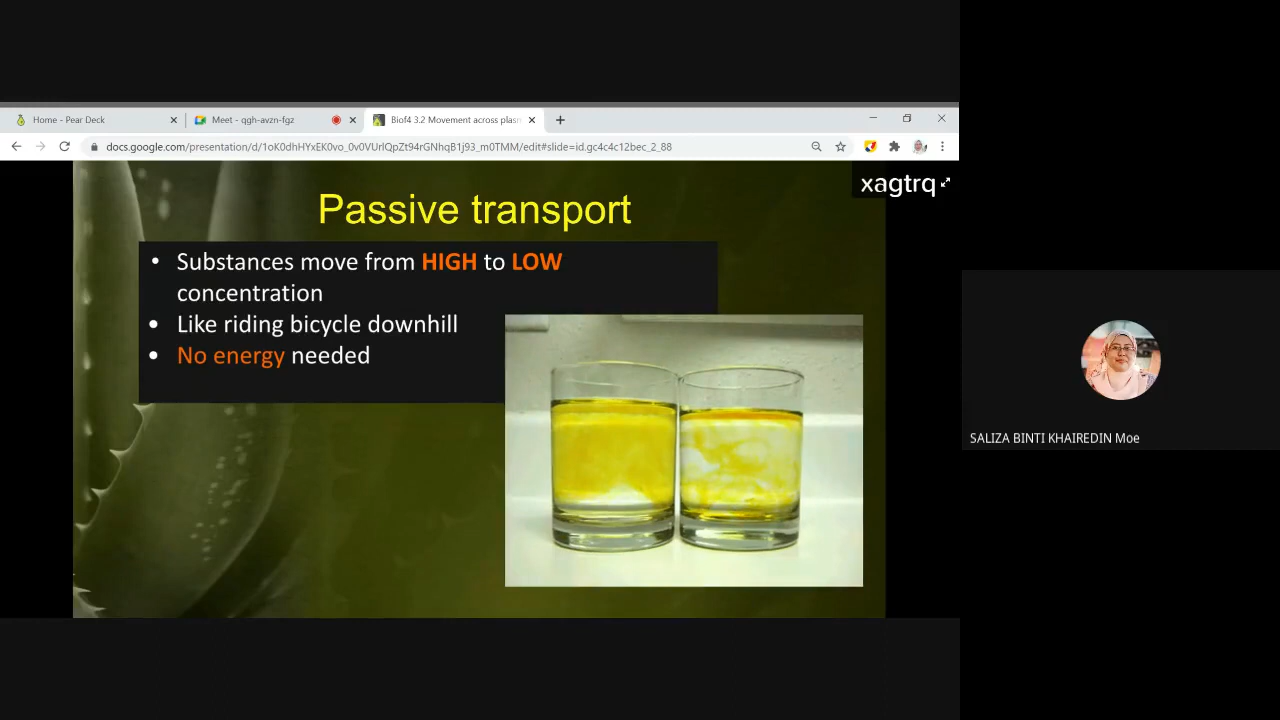 Home - Pear Deck
Meet - qgh-avzn-fgz
Biof4 3.2 Movement across plasm
docs.google.com/presentation/d/1oK0dhHYxEK0vo_0v0VUrlQpZt94rGNhqB1j93_m0TMM/edit#slide=id.gc4c4c12bec_2_88
xagtrq
Passive transport
• Substances move from HIGH to LOW
concentration
• Like riding bicycle downhill
• No energy needed
SALIZA BINTI KHAIREDIN Moe